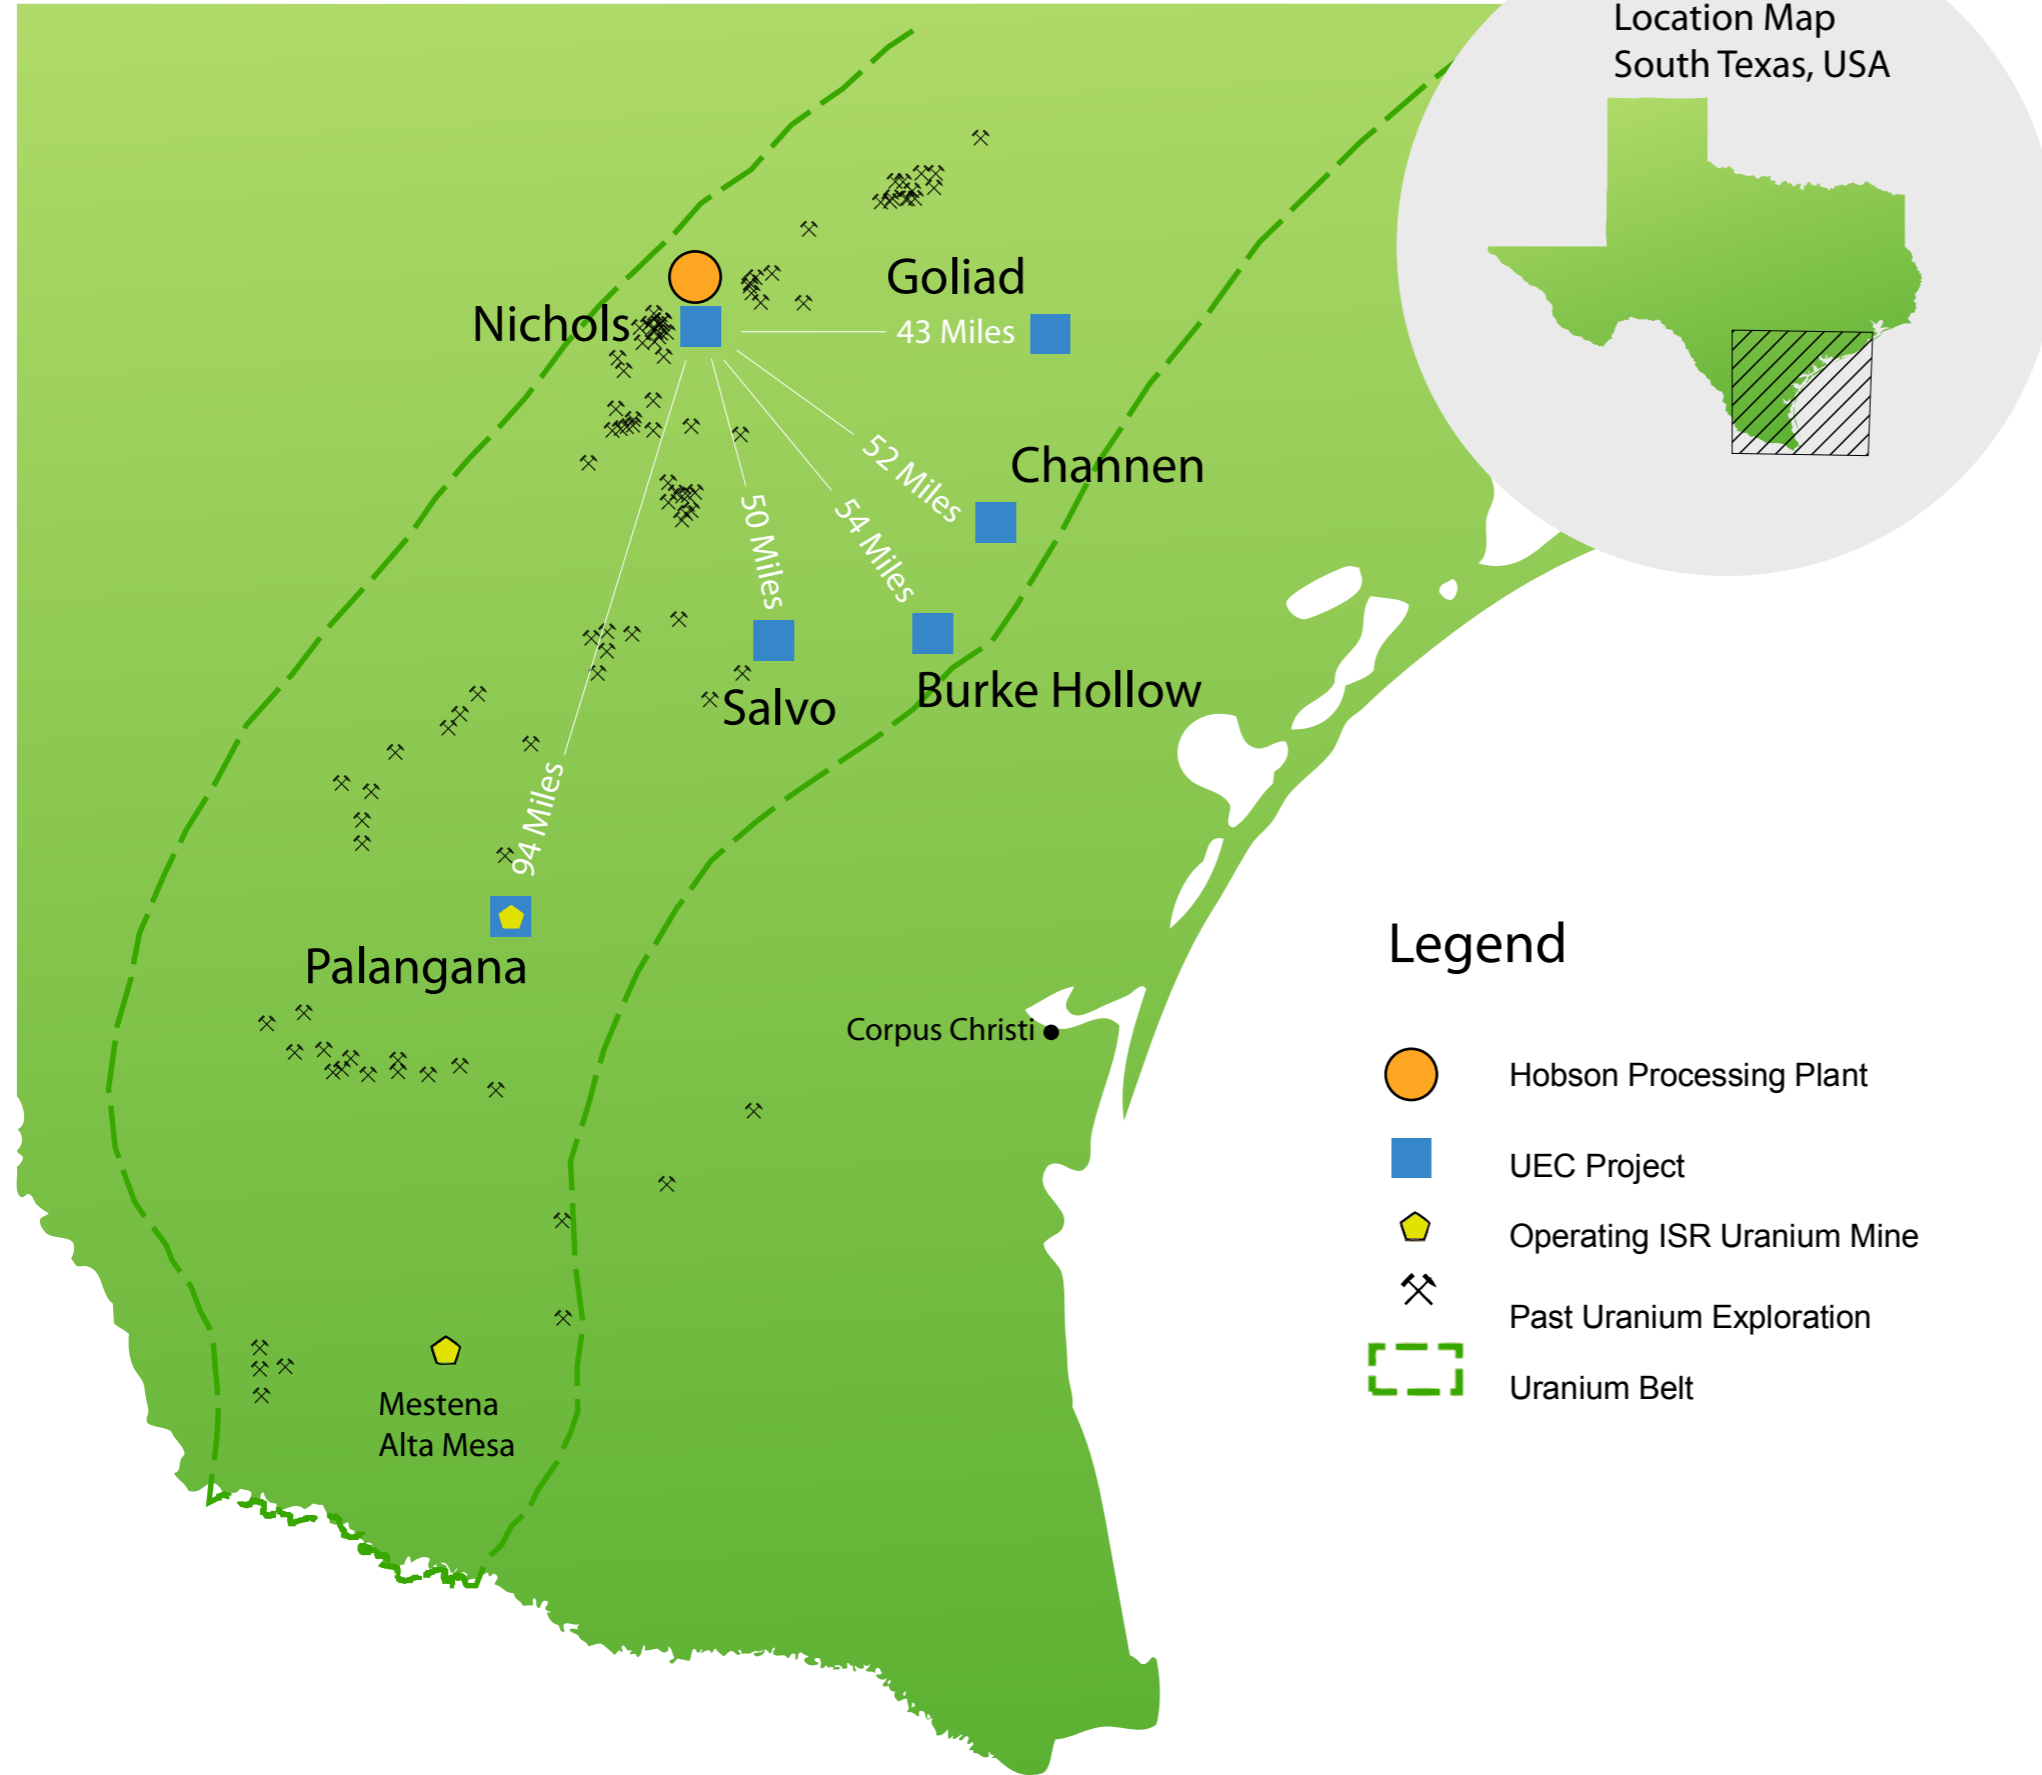 Location Map
South Texas, USA
Goliad
Nichols
43 Miles
52 Miles
Channen
54 Miles
50 Miles
Burke Hollow
Salvo
94 Miles
Palangana
Corpus Christi
Mestena
Alta Mesa
Legend
Hobson Processing Plant
UEC Project
Operating ISR Uranium Mine
Past Uranium Exploration
Uranium Belt